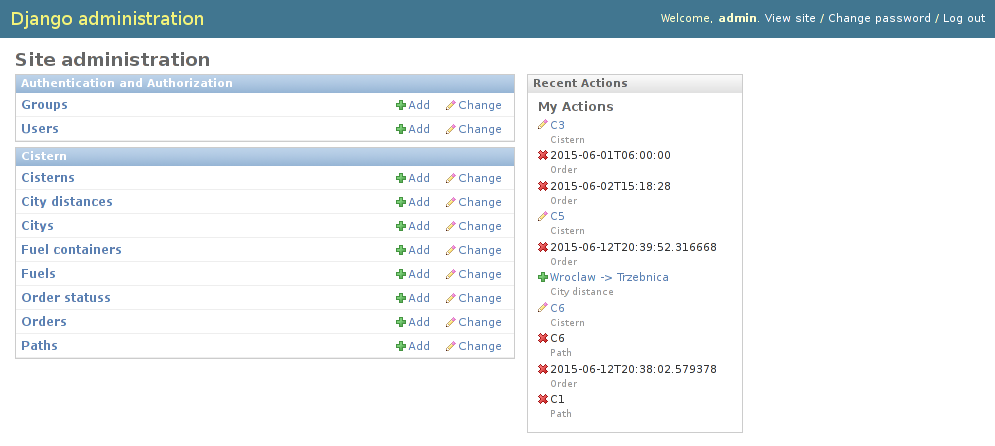 Django administration
Welcome, admin. View site / Change password / Log out
Site administration
Authentication and Authorization
Groups Add Change
Users Add Change
Cistern
Cisterns Add Change
City distances Add Change
Citys Add Change
Fuel containers Add Change
Fuels Add Change
Order statuss Add Change
Orders Add Change
Paths Add Change
Recent Actions
My Actions
C3
Cistern
2015-06-01T06:00:00
Order
2015-06-02T15:18:28
Order
C5
Cistern
2015-06-12T20:39:52.316668
Order
Wroclaw -> Trzebnica
City distance
C6
Cistern
C6
Path
2015-06-12T20:38:02.579378
Order
C1
Path